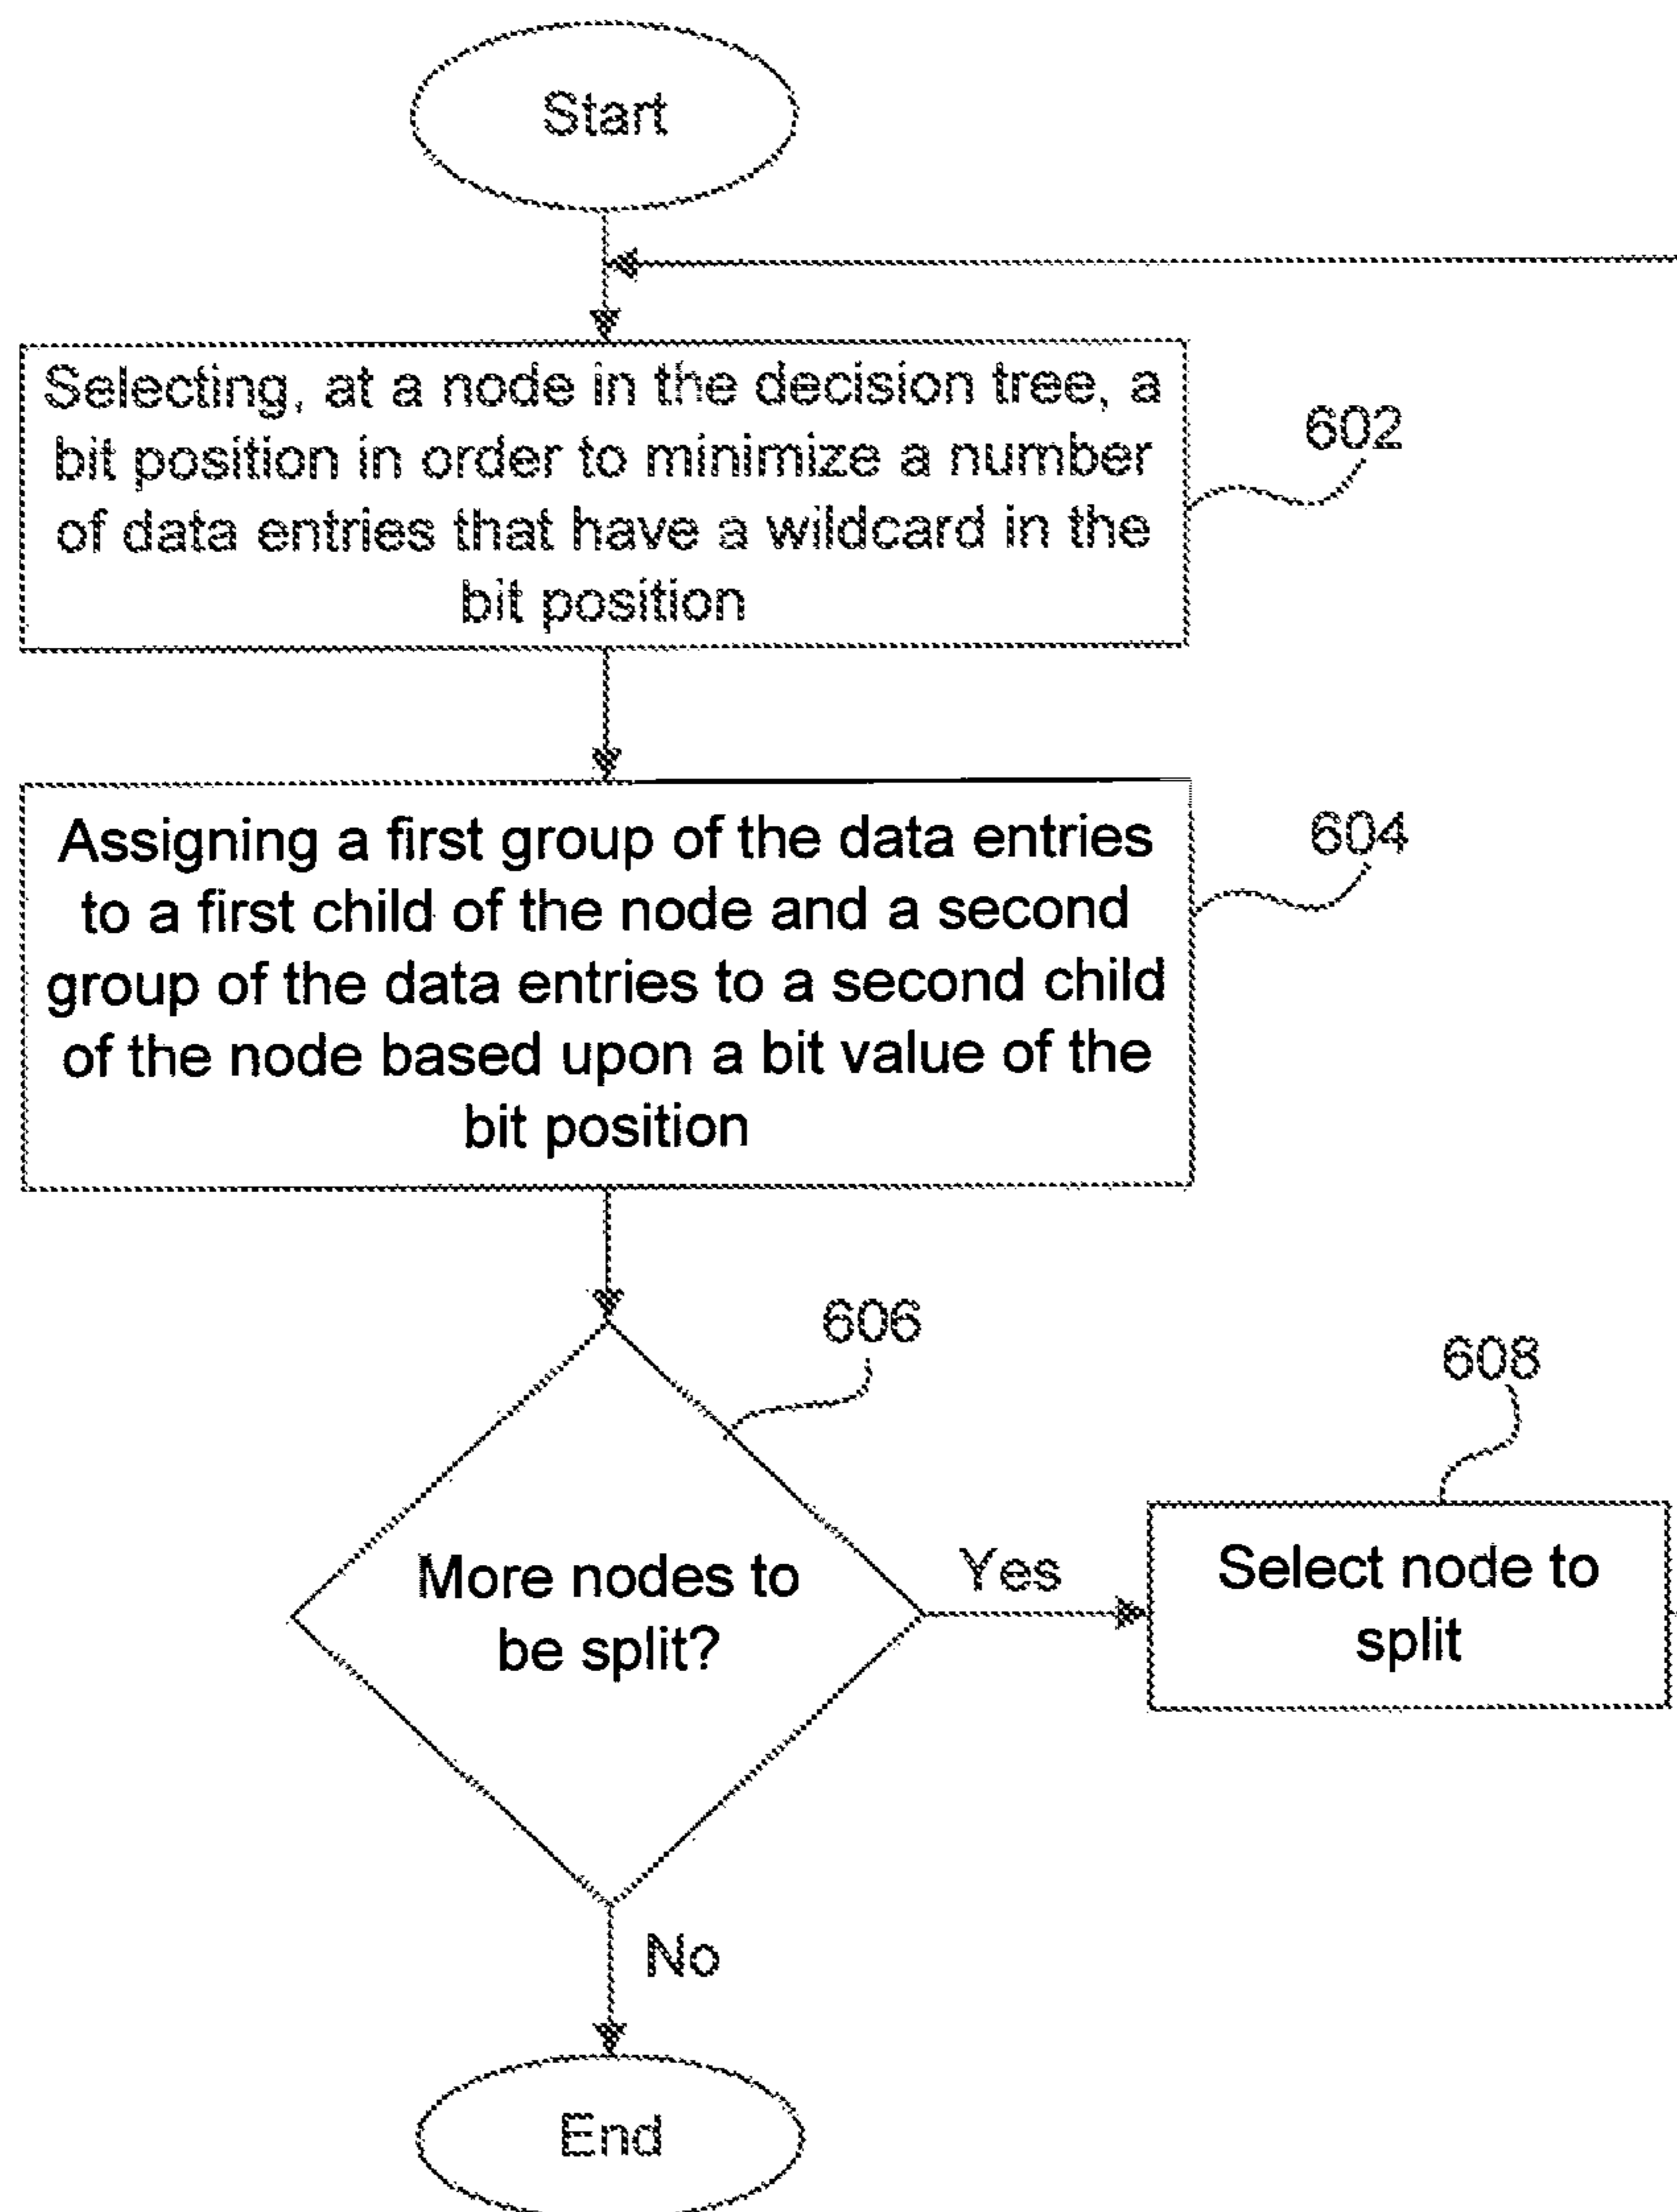 Start
Selecting, at a node in the decision tree, a
bit position in order to minimize a number
of data entries that have a wildcard in the
bit position
602
Assigning a first group of the data entries
to a first child of the node and a second
group of the data entries to a second child
of the node based upon a bit value of the
bit position
604
606
608
More nodes to
be split?
Yes
Select node to
split
No
End